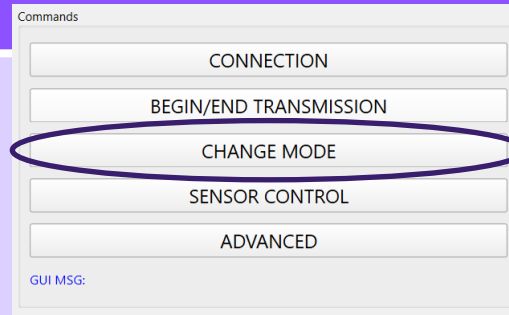 Commands
CONNECTION
BEGIN/END TRANSMISSION
CHANGE MODE
SENSOR CONTROL
ADVANCED
GUI MSG: